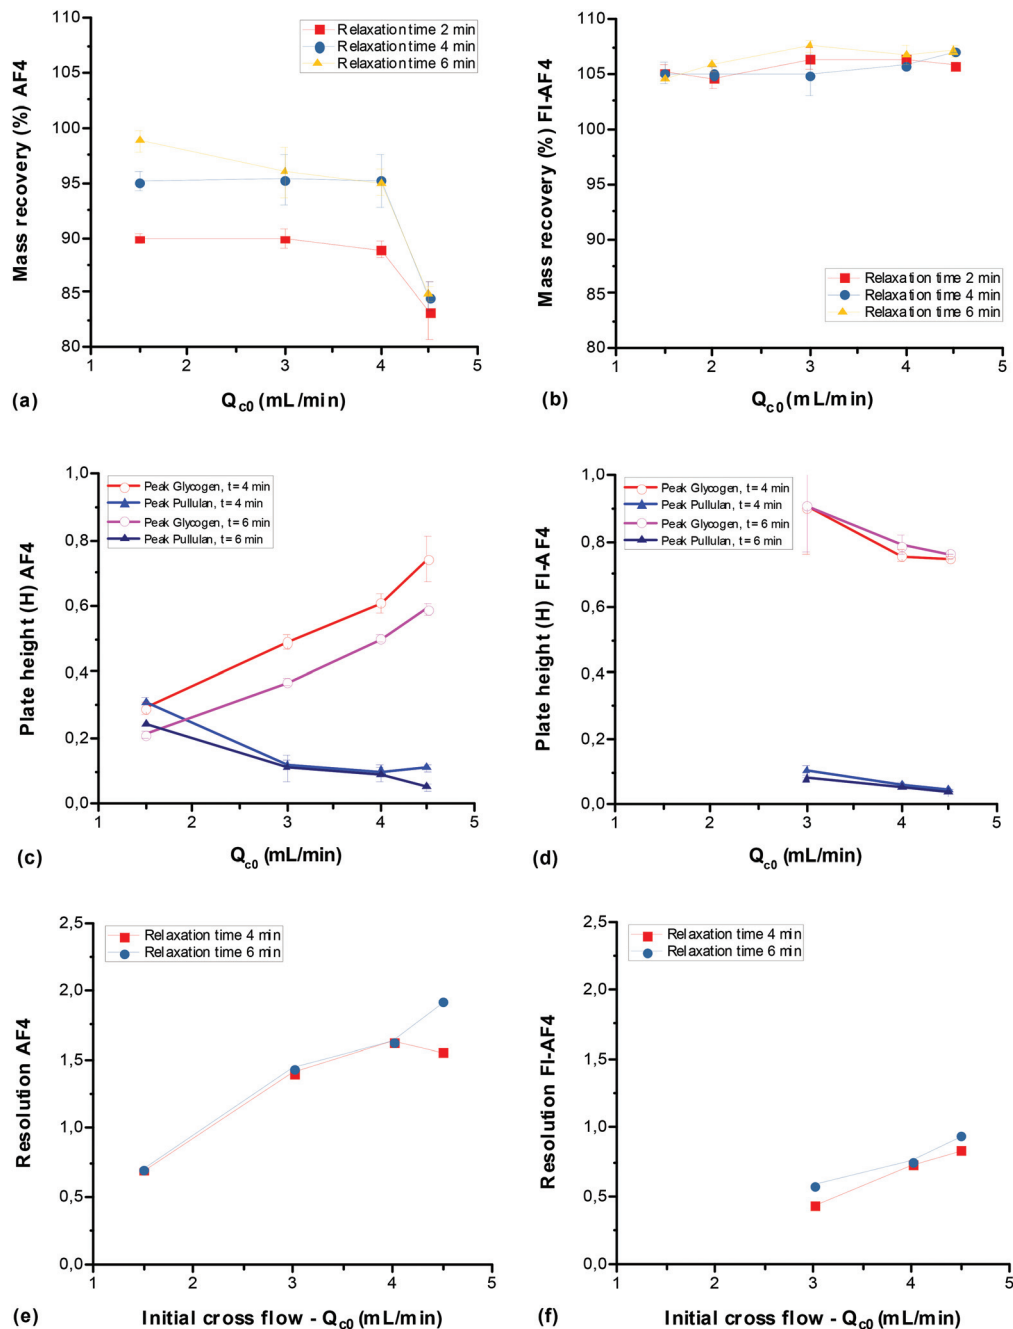 Mass recovery (%) AF4
110
105
100
95
90
85
80
1
2
3
4
5
Relaxation time 2 min
Relaxation time 4 min
Relaxation time 6 min
(a)
Qc0 (mL/min)
Mass recovery (%) FI-AF4
110
105
100
95
90
85
80
1
2
3
4
5
Relaxation time 2 min
Relaxation time 4 min
Relaxation time 6 min
(b)
Qc0 (mL/min)
Plate height (H) AF4
1,0
0,8
0,6
0,4
0,2
0,0
1
2
3
4
5
Peak Glycogen, t = 4 min
Peak Pullulan, t = 4 min
Peak Glycogen, t = 6 min
Peak Pullulan, t = 6 min
(c)
Qc0 (mL/min)
Plate height (H) FI-AF4
1,0
0,8
0,6
0,4
0,2
0,0
1
2
3
4
5
Peak Glycogen, t = 4 min
Peak Pullulan, t = 4 min
Peak Glycogen, t = 6 min
Peak Pullulan, t = 6 min
(d)
Qc0 (mL/min)
Resolution AF4
2,5
2,0
1,5
1,0
0,5
0,0
1
2
3
4
5
Relaxation time 4 min
Relaxation time 6 min
(e)
Initial cross flow - Qc0 (mL/min)
Resolution FI-AF4
2,5
2,0
1,5
1,0
0,5
0,0
1
2
3
4
5
Relaxation time 4 min
Relaxation time 6 min
(f)
Initial cross flow - Qc0 (mL/min)